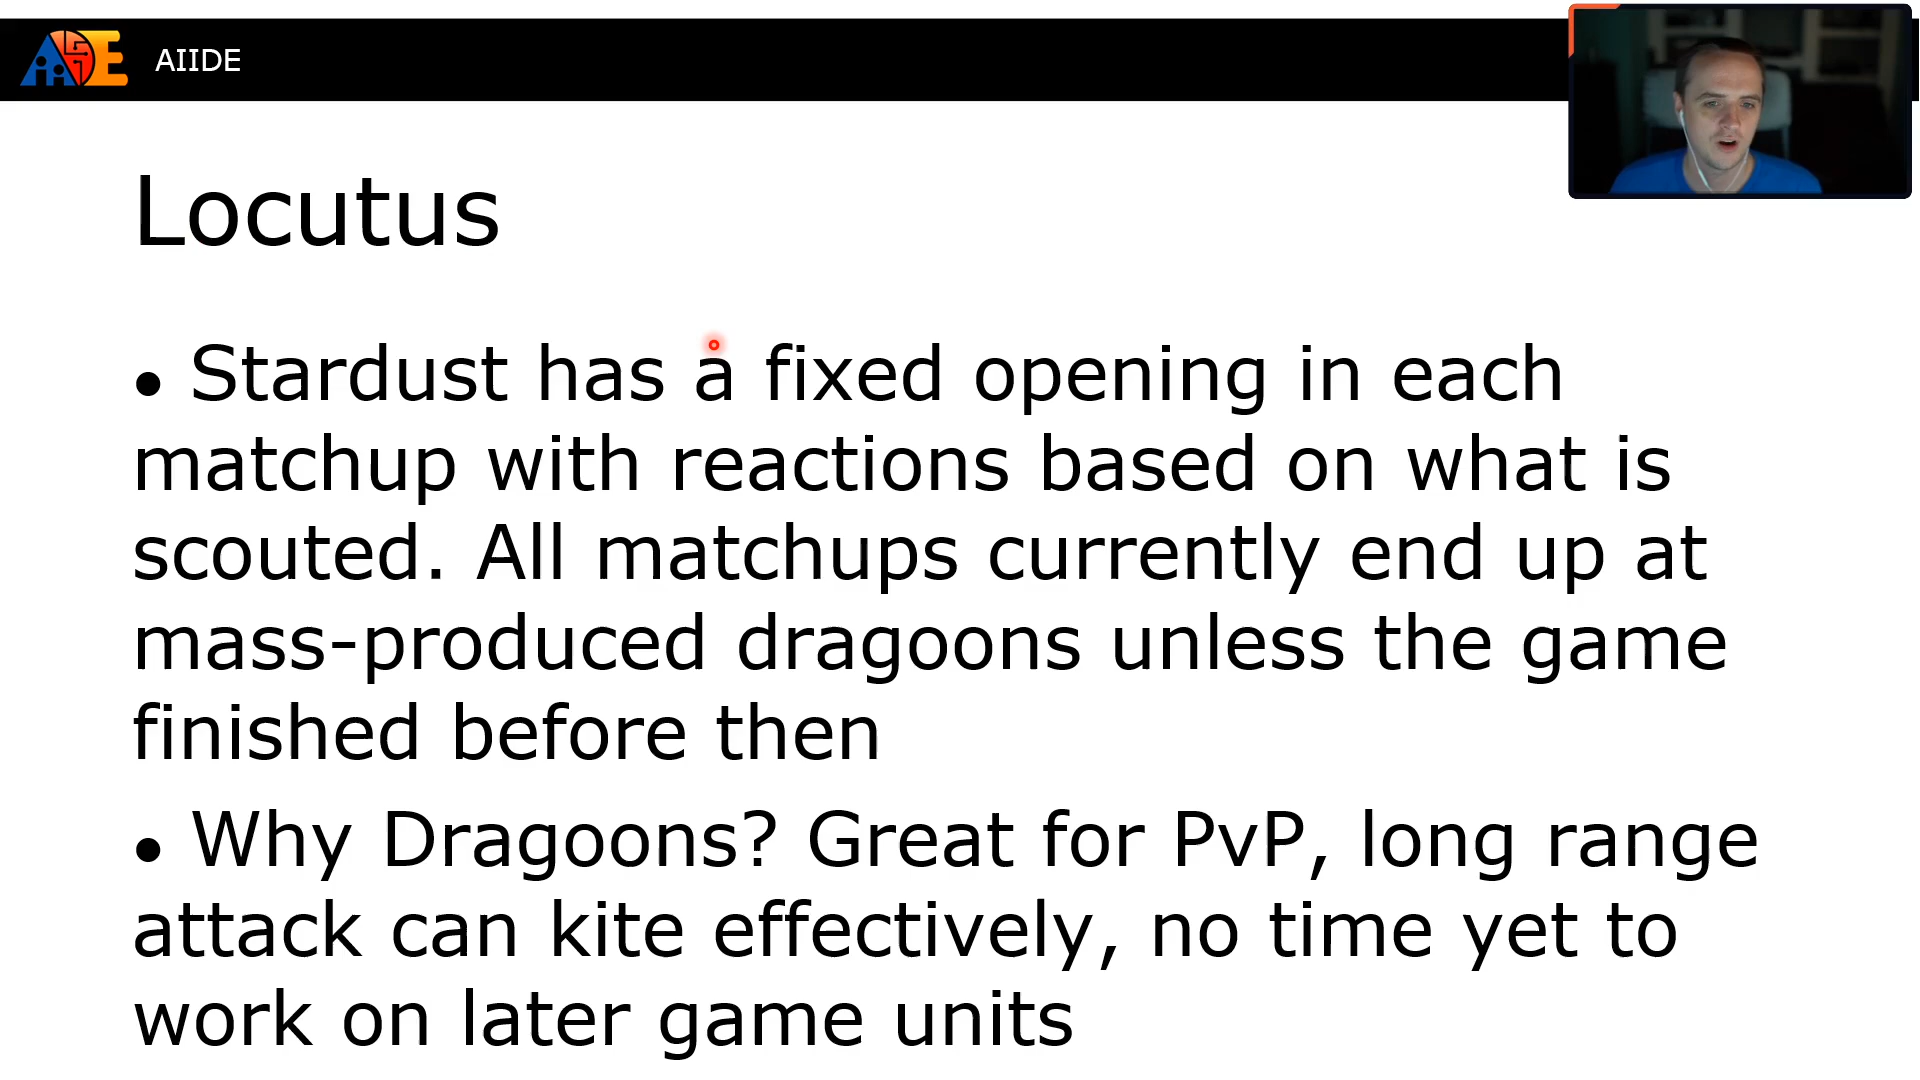 AIIDE
Locutus
• Stardust has a fixed opening in each
matchup with reactions based on what is
scouted. All matchups currently end up at
mass-produced dragoons unless the game
finished before then
• Why Dragoons? Great for PvP, long range
attack can kite effectively, no time yet to
work on later game units